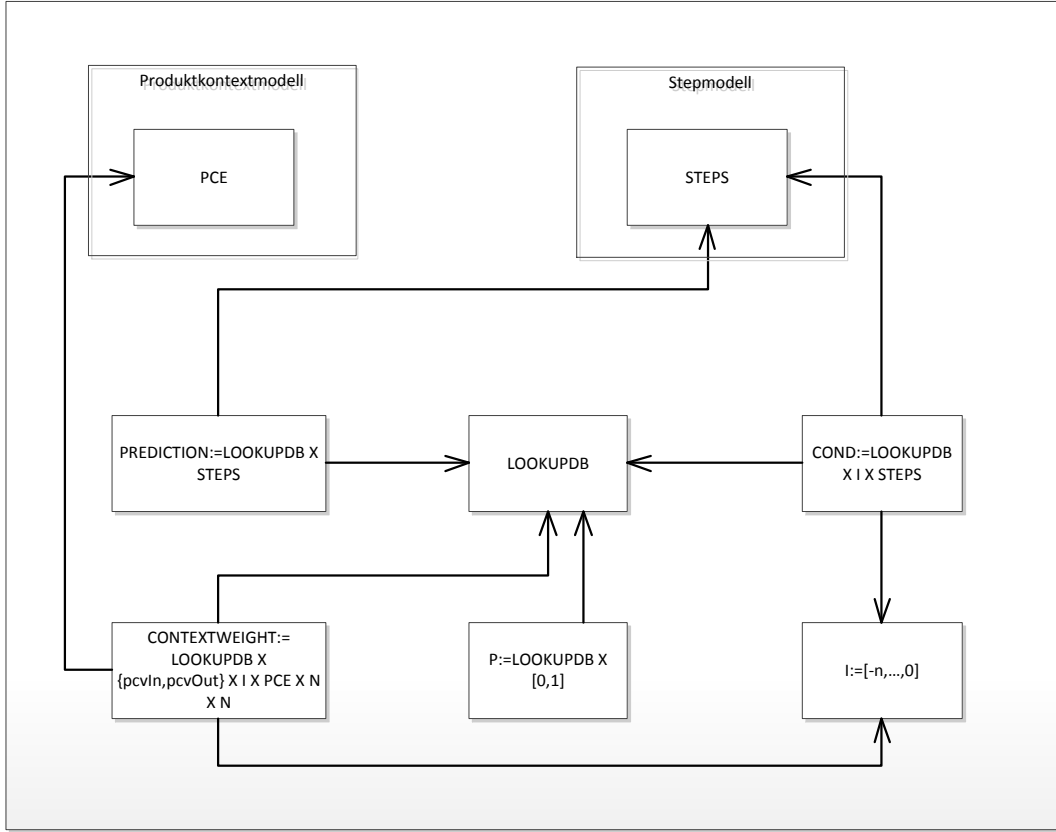 Produktkontextmodell
Stepmodell
PCE
STEPS
PREDICTION:=LOOKUPDB X
STEPS
LOOKUPDB
COND:=LOOKUPDB
X I X STEPS
CONTEXTWEIGHT:=
LOOKUPDB X
{pcvIn,pcvOut} X I X PCE X N
X N
P:=LOOKUPDB X
[0,1]
I:=[-n,…,0]